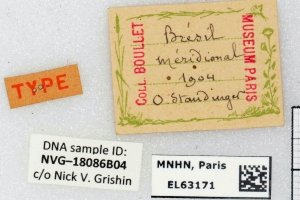 COLL. BOULLET
Brésil
méridional
1904
O. Staudinger
MUSEUM PARIS
TYPE
DNA sample ID:
NVG–18086B04
c/o Nick V. Grishin
MNHN, Paris
EL63171